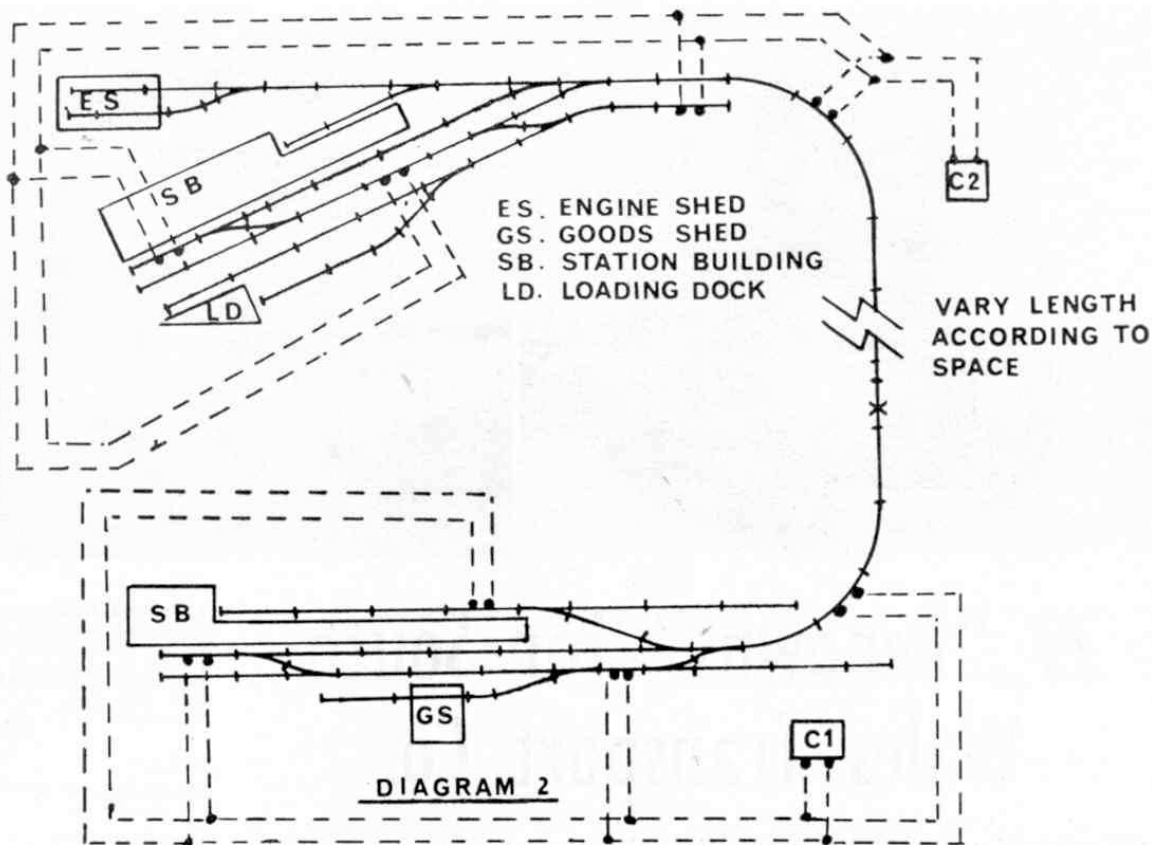 ES
SB
C2
ES. ENGINE SHED
GS. GOODS SHED
SB. STATION BUILDING
LD. LOADING DOCK
LD
VARY LENGTH
ACCORDING TO
SPACE
SB
GS
C1
DIAGRAM 2